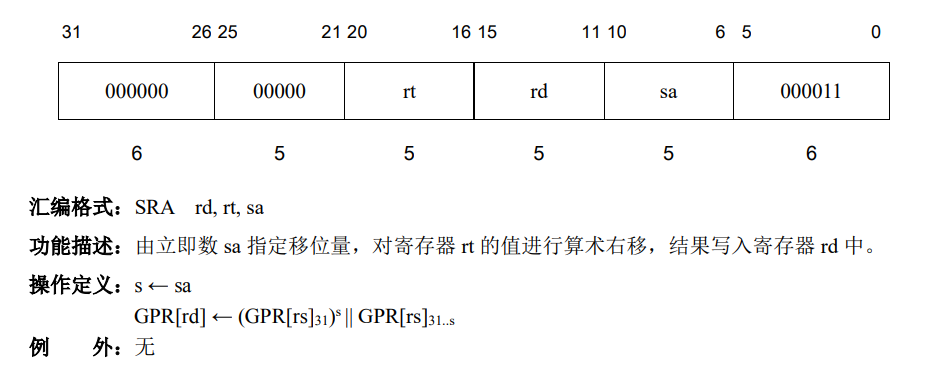 31 26 25 21 20 16 15 11 10 6 5 0
000000 00000 rt rd sa 000011
6 5 5 5 5 6
汇编格式：SRA rd, rt, sa
功能描述：由立即数 sa 指定移位量，对寄存器 rt 的值进行算术右移，结果写入寄存器 rd 中。
操作定义：s ← sa
GPR[rd] ← (GPR[rs]₃₁)ˢ || GPR[rs]₃₁..ₛ
例 外：无